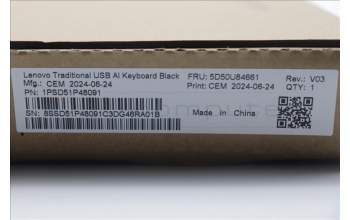 Lenovo Traditional USB AI Keyboard Black FRU: 5D50U84661 Rev.: V03
Mfg.: CEM 2024-06-24 Print: CEM 2024-06-24 QTY: 1
PN: 1PSD51P48091
SN: 8SSD51P48091C3DG46RA01B Made in China